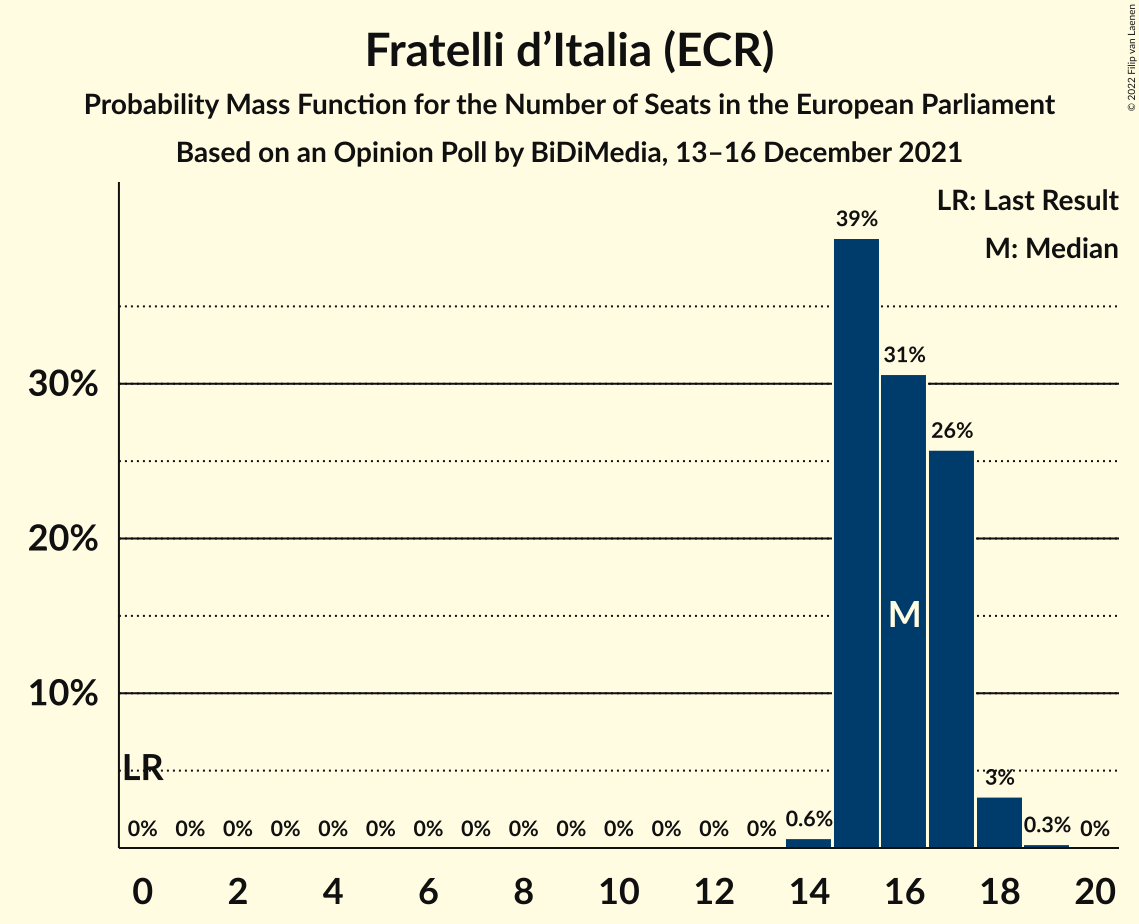 Fratelli d’Italia (ECR)
Probability Mass Function for the Number of Seats in the European Parliament
Based on an Opinion Poll by BiDiMedia, 13–16 December 2021
© 2022 Filip van Laenen
LR: Last Result
M: Median
39%
31%
30%
26%
20%
M
10%
LR
0% 0% 0% 0% 0% 0% 0% 0% 0% 0% 0% 0% 0% 0% 0.6% 3% 0.3% 0%
0 2 4 6 8 10 12 14 16 18 20